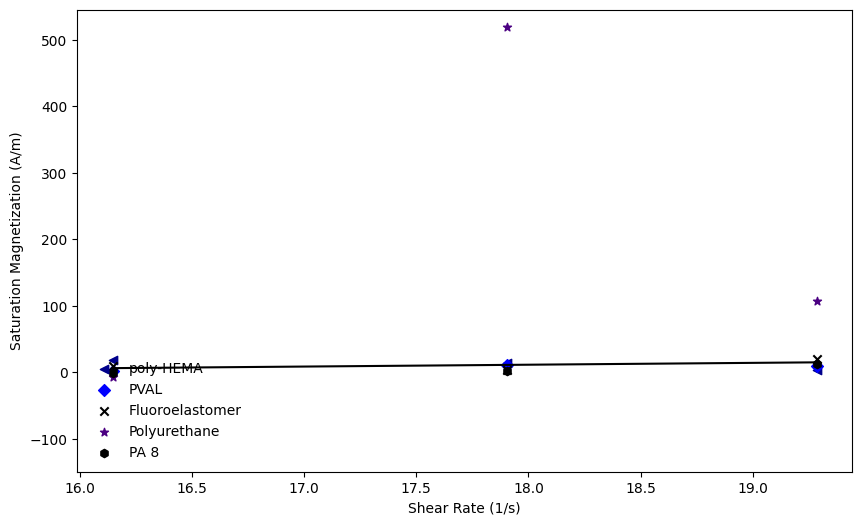 500
400
300
200
100
0
−100
Saturation Magnetization (A/m)
poly-HEMA
PVAL
Fluoroelastomer
Polyurethane
PA 8
16.0 16.5 17.0 17.5 18.0 18.5 19.0
Shear Rate (1/s)